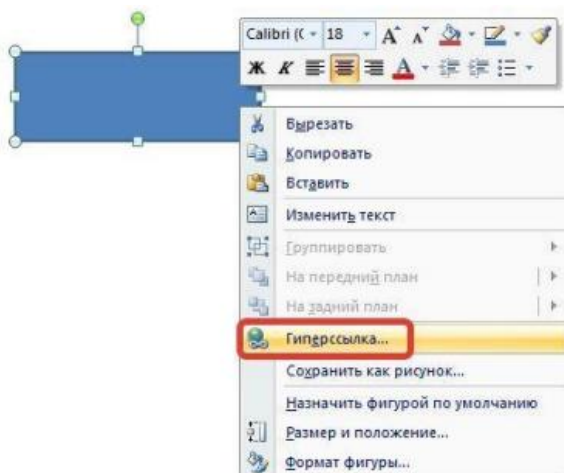 Calibri (С 18 А А
Ж К А
Вырезать
Копировать
Вставить
Изменить текст
Группировать
На передний план
На задний план
Гиперссылка...
Сохранить как рисунок...
Назначить фигурой по умолчанию
Размер и положение...
Формат фигуры...